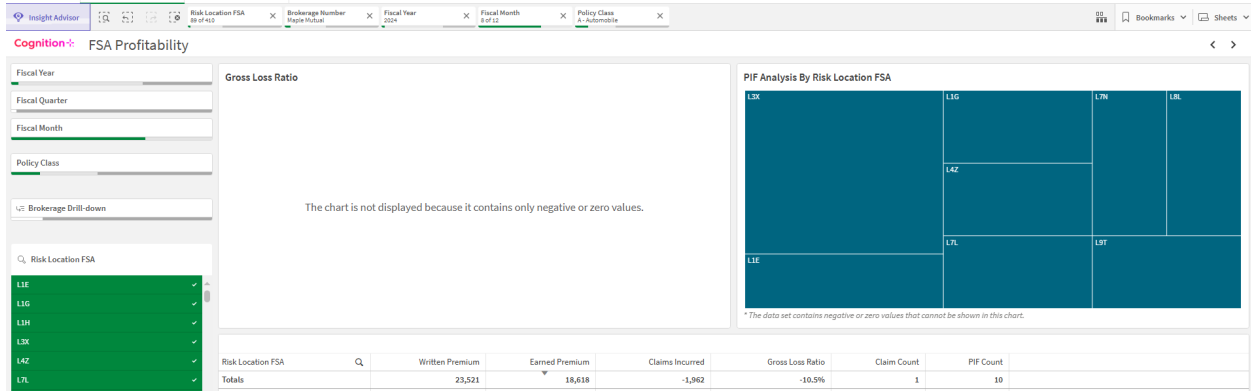 Insight Advisor
Risk Location FSA
89 of 410
Brokerage Number
Maple Mutual
Fiscal Year
2024
Fiscal Month
8 of 12
Policy Class
A - Automobile
Bookmarks
Sheets
Cognition+ FSA Profitability
Fiscal Year
Fiscal Quarter
Fiscal Month
Policy Class
Brokerage Drill-down
Risk Location FSA
L1E
L1G
L1H
L3X
L4Z
L7L
Gross Loss Ratio
The chart is not displayed because it contains only negative or zero values.
PIF Analysis By Risk Location FSA
L3X
L1G
L7N
L8L
L4Z
L7L
L9T
L1E
* The data set contains negative or zero values that cannot be shown in this chart.
Risk Location FSA Written Premium Earned Premium Claims Incurred Gross Loss Ratio Claim Count PIF Count
Totals 23,521 18,618 -1,962 -10.5% 1 10